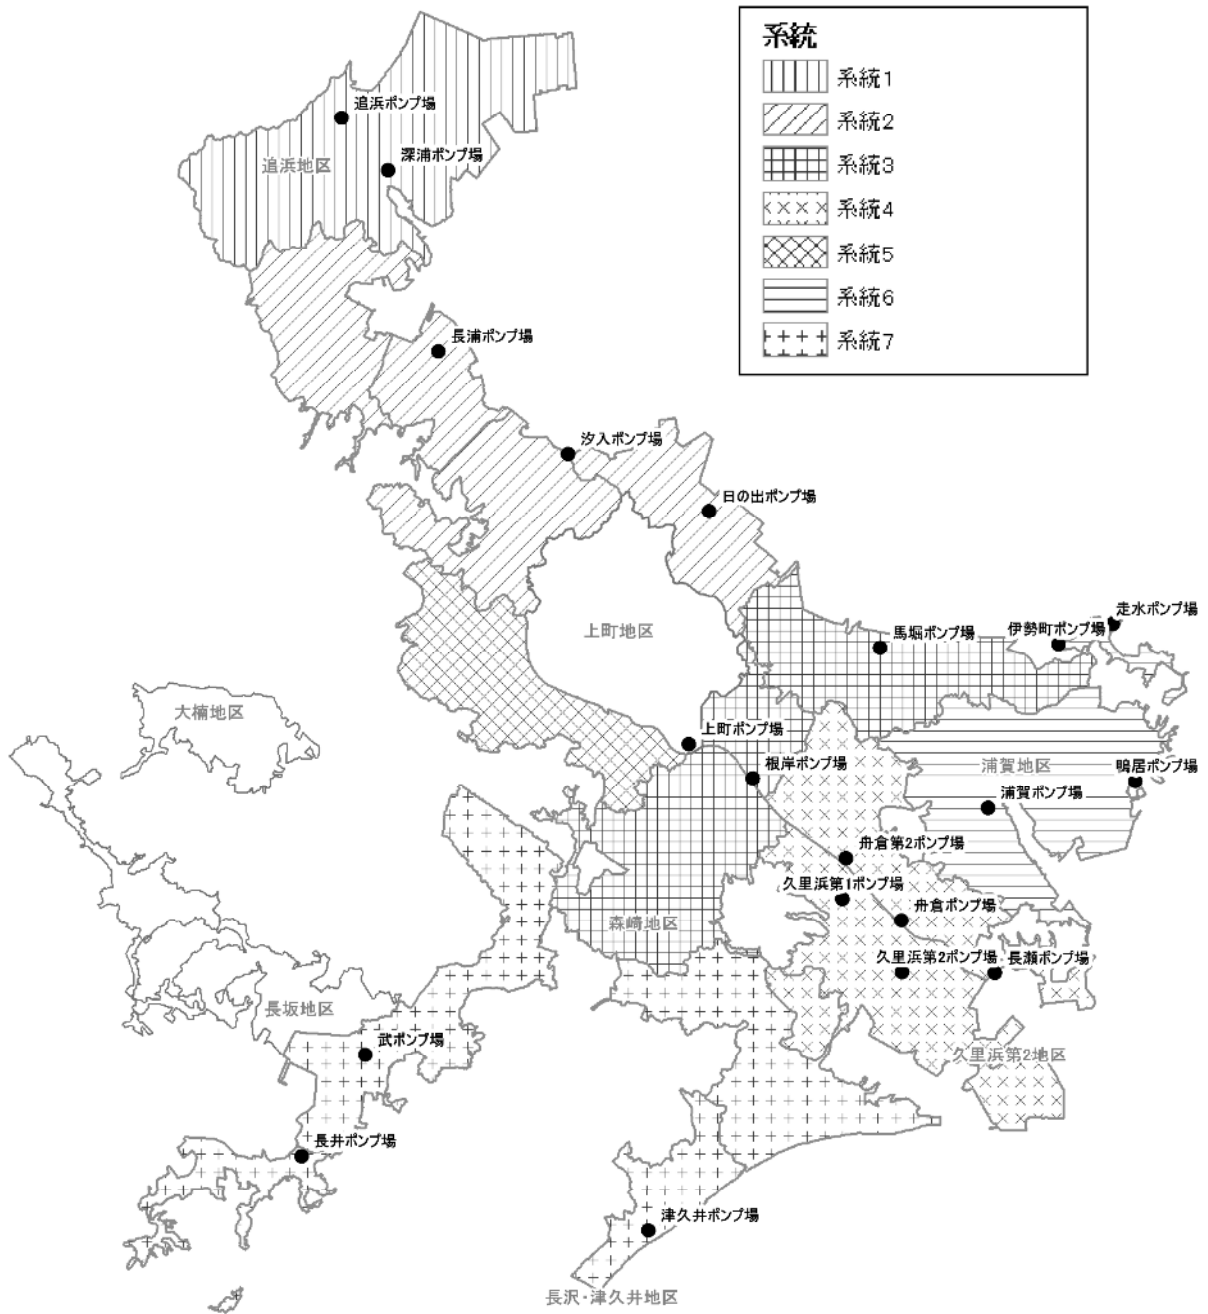 系統
系統1
系統2
系統3
系統4
系統5
系統6
系統7
追浜ポンプ場
深浦ポンプ場
追浜地区
長浦ポンプ場
汐入ポンプ場
日の出ポンプ場
走水ポンプ場
伊勢町ポンプ場
馬堀ポンプ場
上町地区
大楠地区
上町ポンプ場
根岸ポンプ場
浦賀地区
鴨居ポンプ場
浦賀ポンプ場
舟倉第2ポンプ場
久里浜第1ポンプ場
舟倉ポンプ場
森崎地区
久里浜第2ポンプ場
長瀬ポンプ場
長坂地区
武ポンプ場
久里浜第2地区
長井ポンプ場
津久井ポンプ場
長沢・津久井地区